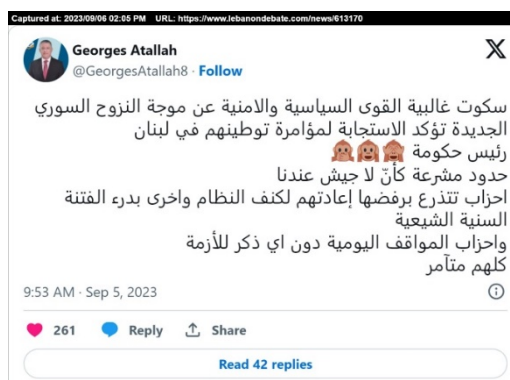 Captured at: 2023/09/06 02:05 PM URL: https://www.lebanondebate.com/news/613170
Georges Atallah
@GeorgesAtallah8 · Follow
سكوت غالبية القوى السياسية والامنية عن موجة النزوح السوري
الجديدة تؤكد الاستجابة لمؤامرة توطينهم في لبنان
رئيس حكومة 🙈🙈🙈
حدود مشرعة كأنّ لا جيش عندنا
احزاب تتذرع برفضها إعادتهم لكنف النظام واخرى بدرء الفتنة
السنية الشيعية
واحزاب المواقف اليومية دون اي ذكر للأزمة
كلهم متآمر
9:53 AM · Sep 5, 2023
261 Reply Share
Read 42 replies